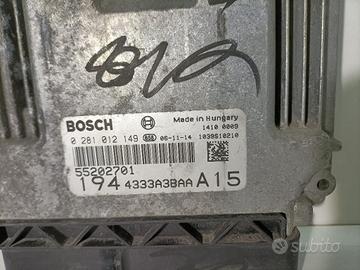 BOSCH
Made in Hungary
1410 0009
0 281 012 149 06-11-14 1039S10210
55202701
194 4333A3BAA A15
subito